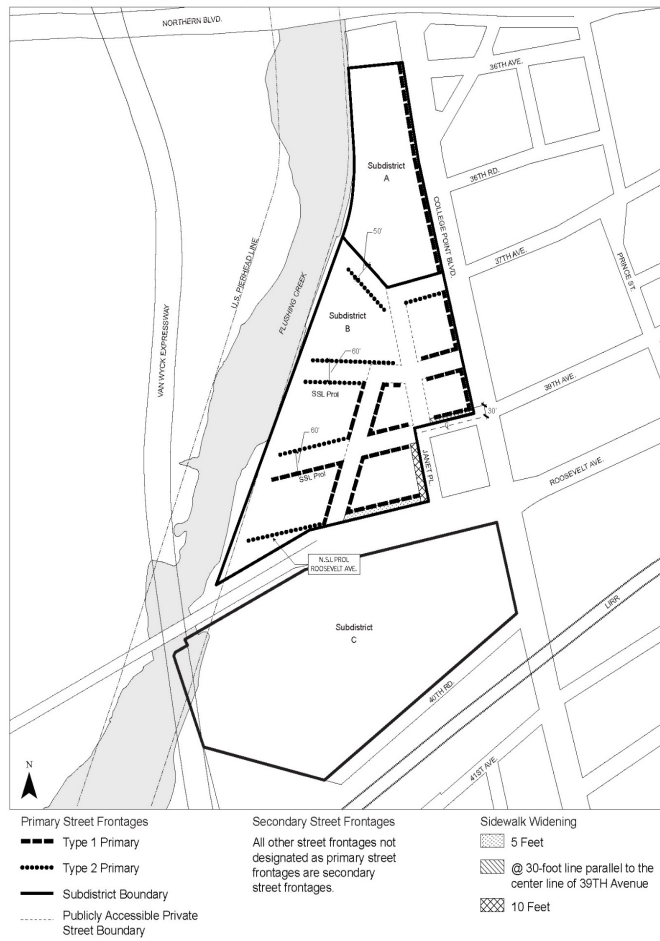 NORTHERN BLVD.
36TH AVE.
Subdistrict
A
36TH RD.
COLLEGE POINT BLVD.
50'
37TH AVE.
PRINCE ST.
U.S. PIERHEAD LINE
FLUSHING CREEK
VAN WYCK EXPRESSWAY
Subdistrict
B
60'
SSL Prol
39TH AVE.
30'
60'
SSL Prol
JANET PL.
ROOSEVELT AVE.
N.S.L PROL
ROOSEVELT AVE.
Subdistrict
C
LIRR
40TH RD.
41ST AVE
N
Primary Street Frontages
Type 1 Primary
Type 2 Primary
Subdistrict Boundary
Publicly Accessible Private
Street Boundary
Secondary Street Frontages
All other street frontages not
designated as primary street
frontages are secondary
street frontages.
Sidewalk Widening
5 Feet
@ 30-foot line parallel to the
center line of 39TH Avenue
10 Feet